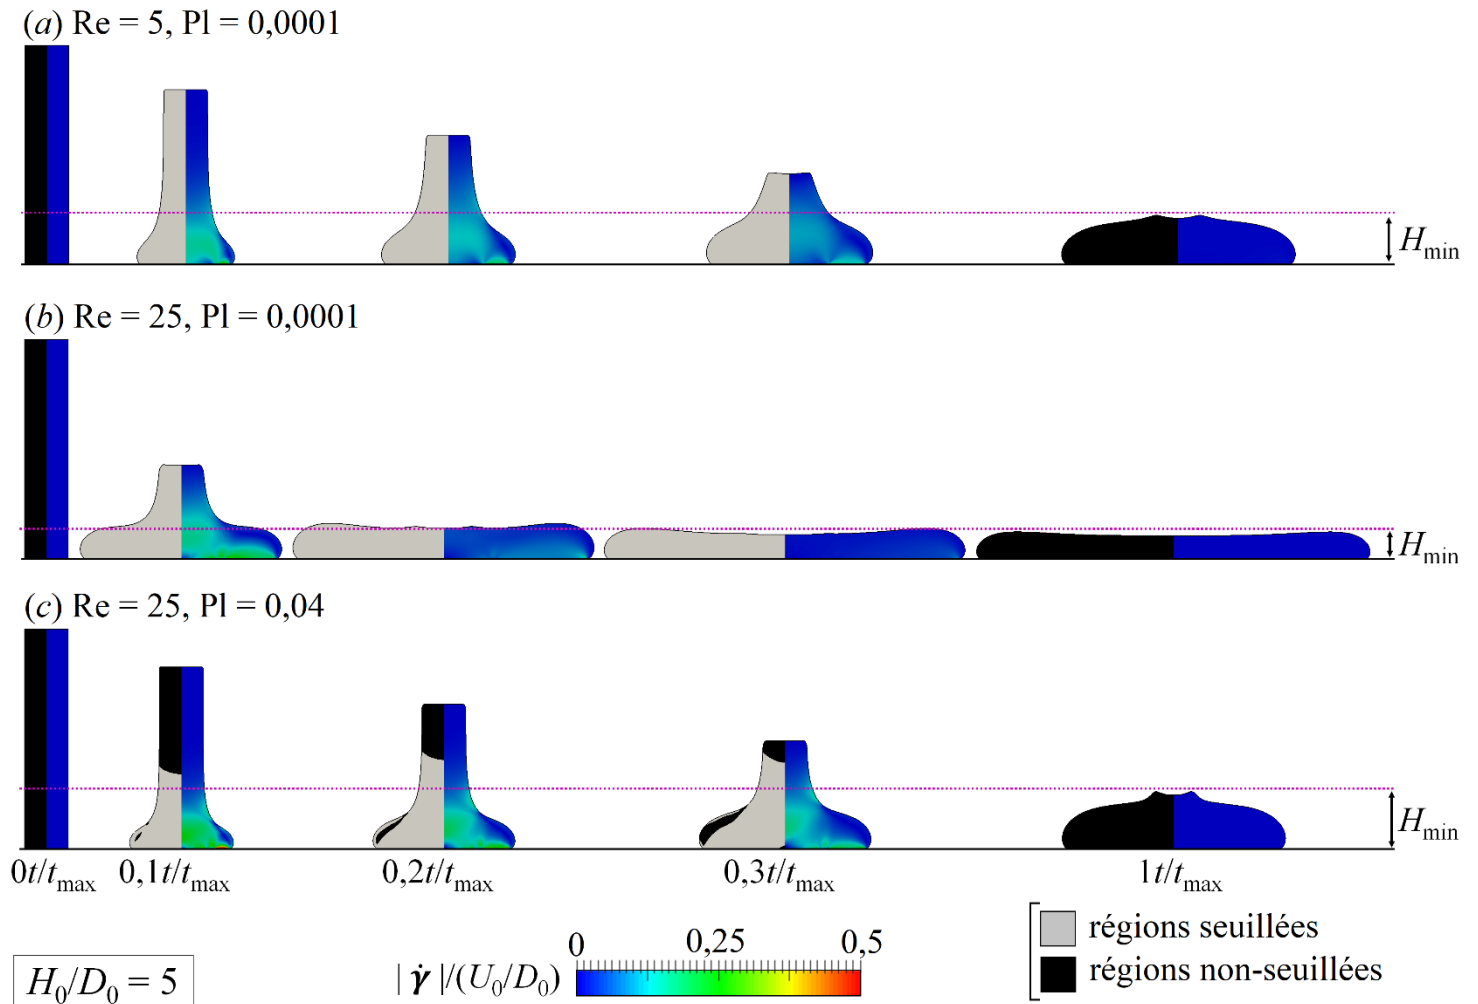 (a) Re = 5, Pl = 0,0001
H_min
(b) Re = 25, Pl = 0,0001
H_min
(c) Re = 25, Pl = 0,04
H_min
0t/t_max 0,1t/t_max 0,2t/t_max 0,3t/t_max 1t/t_max
régions seuillées
régions non-seuillées
0 0,25 0,5
|γ̇|/(U_0/D_0)
H_0/D_0 = 5